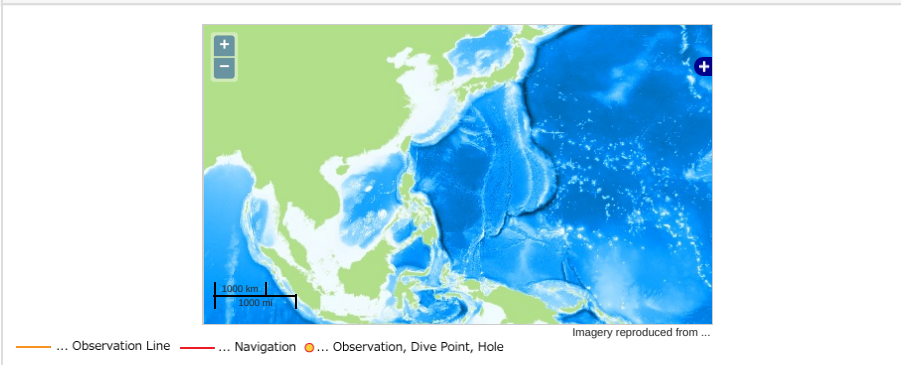 +
−
+
1000 km
1000 mi
Imagery reproduced from ...
... Observation Line ... Navigation ... Observation, Dive Point, Hole